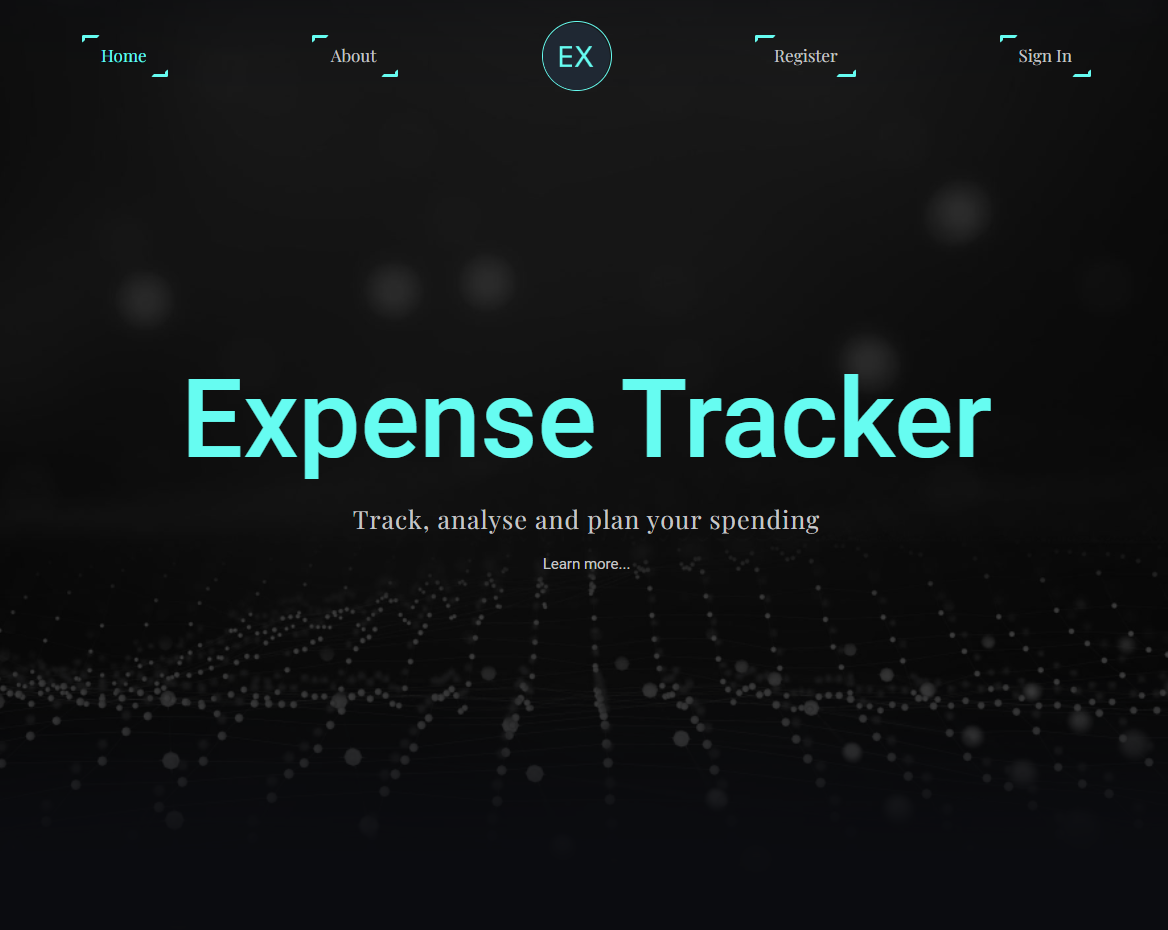 Home
About
EX
Register
Sign In
Expense Tracker
Track, analyse and plan your spending
Learn more...